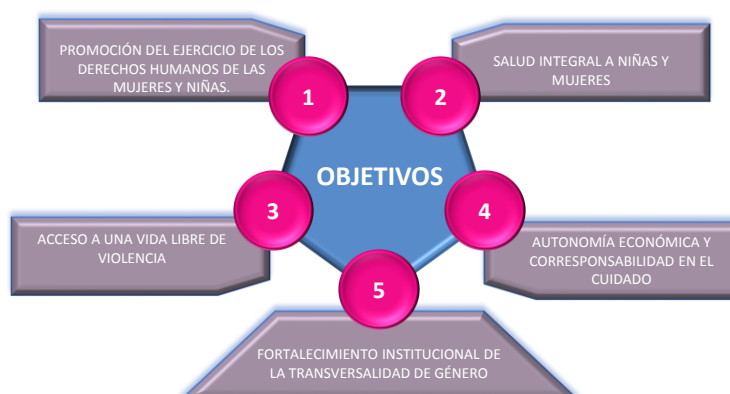 PROMOCIÓN DEL EJERCICIO DE LOS
DERECHOS HUMANOS DE LAS
MUJERES Y NIÑAS.
1
2
SALUD INTEGRAL A NIÑAS Y
MUJERES
OBJETIVOS
3
ACCESO A UNA VIDA LIBRE DE
VIOLENCIA
4
AUTONOMÍA ECONÓMICA Y
CORRESPONSABILIDAD EN EL
CUIDADO
5
FORTALECIMIENTO INSTITUCIONAL DE
LA TRANSVERSALIDAD DE GÉNERO